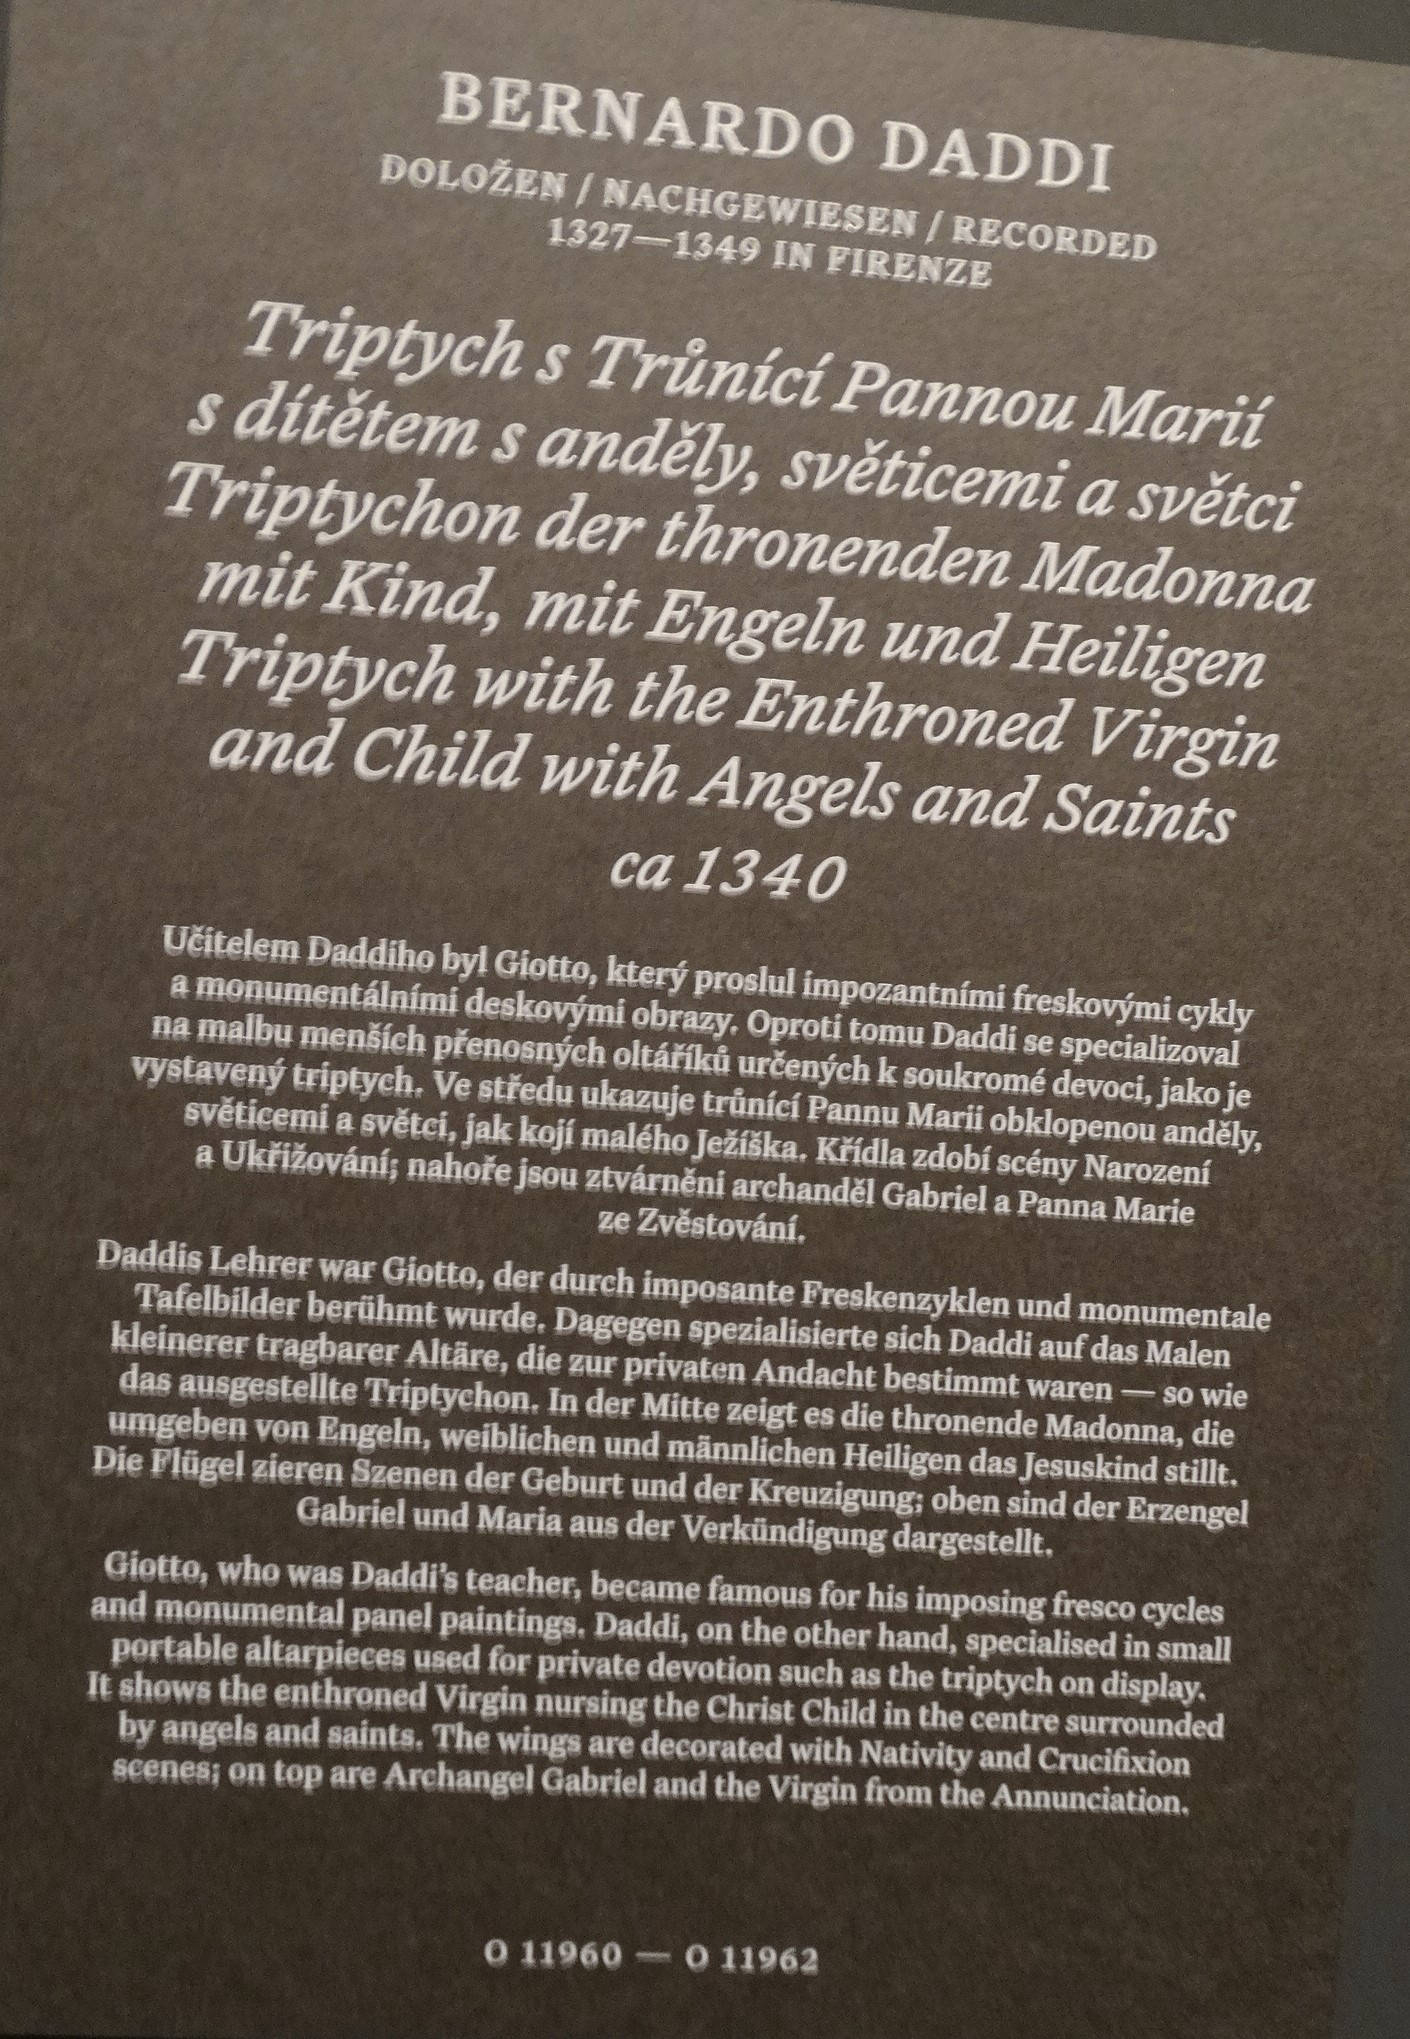 BERNARDO DADDI
DOLOŽEN / NACHGEWIESEN / RECORDED
1327—1349 IN FIRENZE
Triptych s Trůnící Pannou Marií
s dítětem s anděly, světicemi a světci
Triptychon der thronenden Madonna
mit Kind, mit Engeln und Heiligen
Triptych with the Enthroned Virgin
and Child with Angels and Saints
ca 1340
Učitelem Daddiho byl Giotto, který proslul impozantními freskovými cykly
a monumentálními deskovými obrazy. Oproti tomu Daddi se specializoval
na malbu menších přenosných oltáříků určených k soukromé devoci, jako je
vystavený triptych. Ve středu ukazuje trůnící Pannu Marii obklopenou anděly,
světicemi a světci, jak kojí malého Ježíška. Křídla zdobí scény Narození
a Ukřižování; nahoře jsou ztvárněni archanděl Gabriel a Panna Marie
ze Zvěstování.
Daddis Lehrer war Giotto, der durch imposante Freskenzyklen und monumentale
Tafelbilder berühmt wurde. Dagegen spezialisierte sich Daddi auf das Malen
kleinerer tragbarer Altäre, die zur privaten Andacht bestimmt waren — so wie
das ausgestellte Triptychon. In der Mitte zeigt es die thronende Madonna, die
umgeben von Engeln, weiblichen und männlichen Heiligen das Jesuskind stillt.
Die Flügel zieren Szenen der Geburt und der Kreuzigung; oben sind der Erzengel
Gabriel und Maria aus der Verkündigung dargestellt.
Giotto, who was Daddi's teacher, became famous for his imposing fresco cycles
and monumental panel paintings. Daddi, on the other hand, specialised in small
portable altarpieces used for private devotion such as the triptych on display.
It shows the enthroned Virgin nursing the Christ Child in the centre surrounded
by angels and saints. The wings are decorated with Nativity and Crucifixion
scenes; on top are Archangel Gabriel and the Virgin from the Annunciation.
O 11960 — O 11962